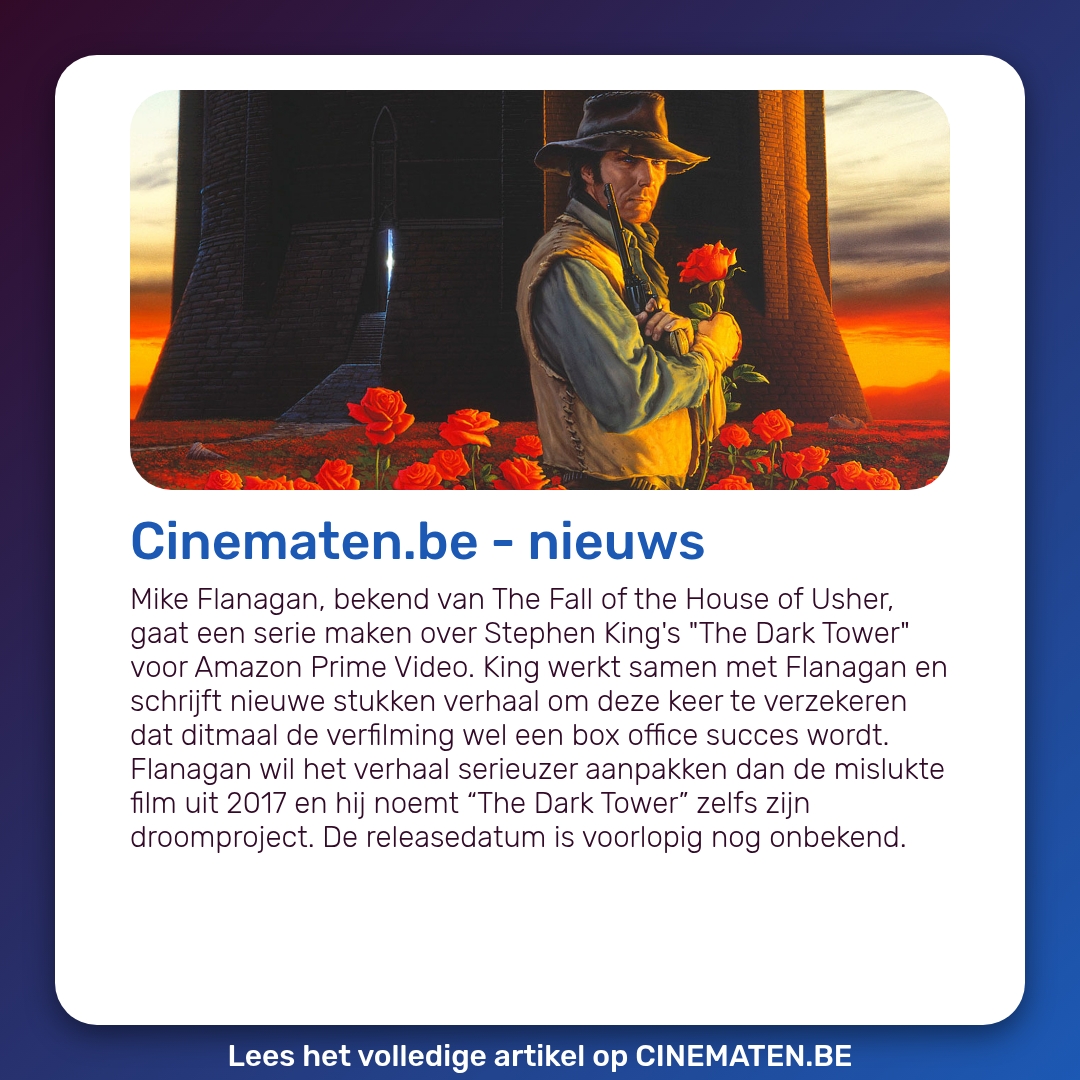 Cinematen.be - nieuws
Mike Flanagan, bekend van The Fall of the House of Usher,
gaat een serie maken over Stephen King's "The Dark Tower"
voor Amazon Prime Video. King werkt samen met Flanagan en
schrijft nieuwe stukken verhaal om deze keer te verzekeren
dat ditmaal de verfilming wel een box office succes wordt.
Flanagan wil het verhaal serieuzer aanpakken dan de mislukte
film uit 2017 en hij noemt “The Dark Tower” zelfs zijn
droomproject. De releasedatum is voorlopig nog onbekend.
Lees het volledige artikel op CINEMATEN.BE